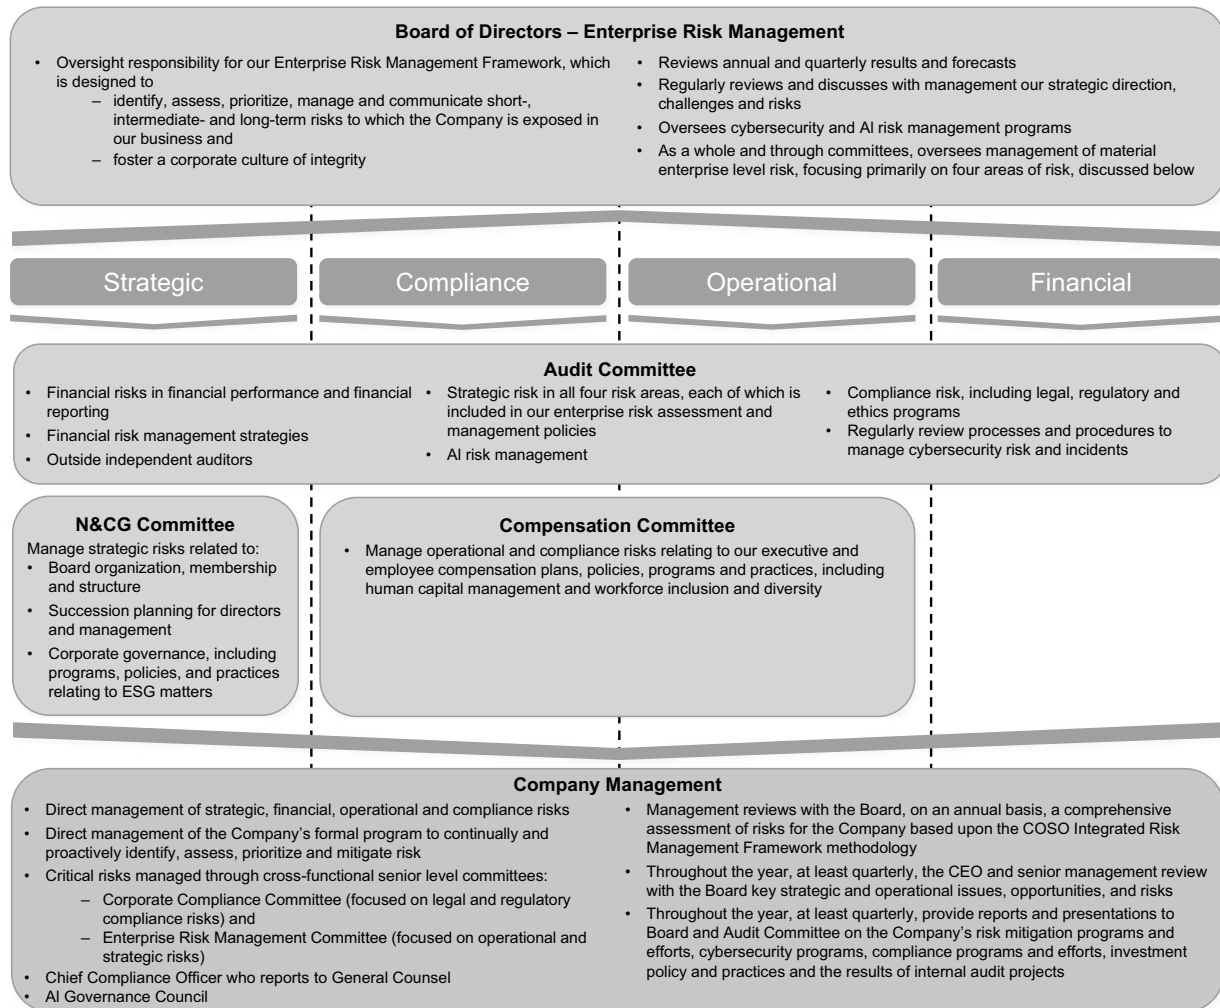 Board of Directors – Enterprise Risk Management
• Oversight responsibility for our Enterprise Risk Management Framework, which
is designed to
– identify, assess, prioritize, manage and communicate short-,
intermediate- and long-term risks to which the Company is exposed in
our business and
– foster a corporate culture of integrity
• Reviews annual and quarterly results and forecasts
• Regularly reviews and discusses with management our strategic direction,
challenges and risks
• Oversees cybersecurity and AI risk management programs
• As a whole and through committees, oversees management of material
enterprise level risk, focusing primarily on four areas of risk, discussed below
Strategic
Compliance
Operational
Financial
Audit Committee
• Financial risks in financial performance and financial
reporting
• Financial risk management strategies
• Outside independent auditors
• Strategic risk in all four risk areas, each of which is
included in our enterprise risk assessment and
management policies
• AI risk management
• Compliance risk, including legal, regulatory and
ethics programs
• Regularly review processes and procedures to
manage cybersecurity risk and incidents
N&CG Committee
Manage strategic risks related to:
• Board organization, membership
and structure
• Succession planning for directors
and management
• Corporate governance, including
programs, policies, and practices
relating to ESG matters
Compensation Committee
• Manage operational and compliance risks relating to our executive and
employee compensation plans, policies, programs and practices, including
human capital management and workforce inclusion and diversity
Company Management
• Direct management of strategic, financial, operational and compliance risks
• Direct management of the Company's formal program to continually and
proactively identify, assess, prioritize and mitigate risk
• Critical risks managed through cross-functional senior level committees:
– Corporate Compliance Committee (focused on legal and regulatory
compliance risks) and
– Enterprise Risk Management Committee (focused on operational and
strategic risks)
• Chief Compliance Officer who reports to General Counsel
• AI Governance Council
• Management reviews with the Board, on an annual basis, a comprehensive
assessment of risks for the Company based upon the COSO Integrated Risk
Management Framework methodology
• Throughout the year, at least quarterly, the CEO and senior management review
with the Board key strategic and operational issues, opportunities, and risks
• Throughout the year, at least quarterly, provide reports and presentations to
Board and Audit Committee on the Company's risk mitigation programs and
efforts, cybersecurity programs, compliance programs and efforts, investment
policy and practices and the results of internal audit projects